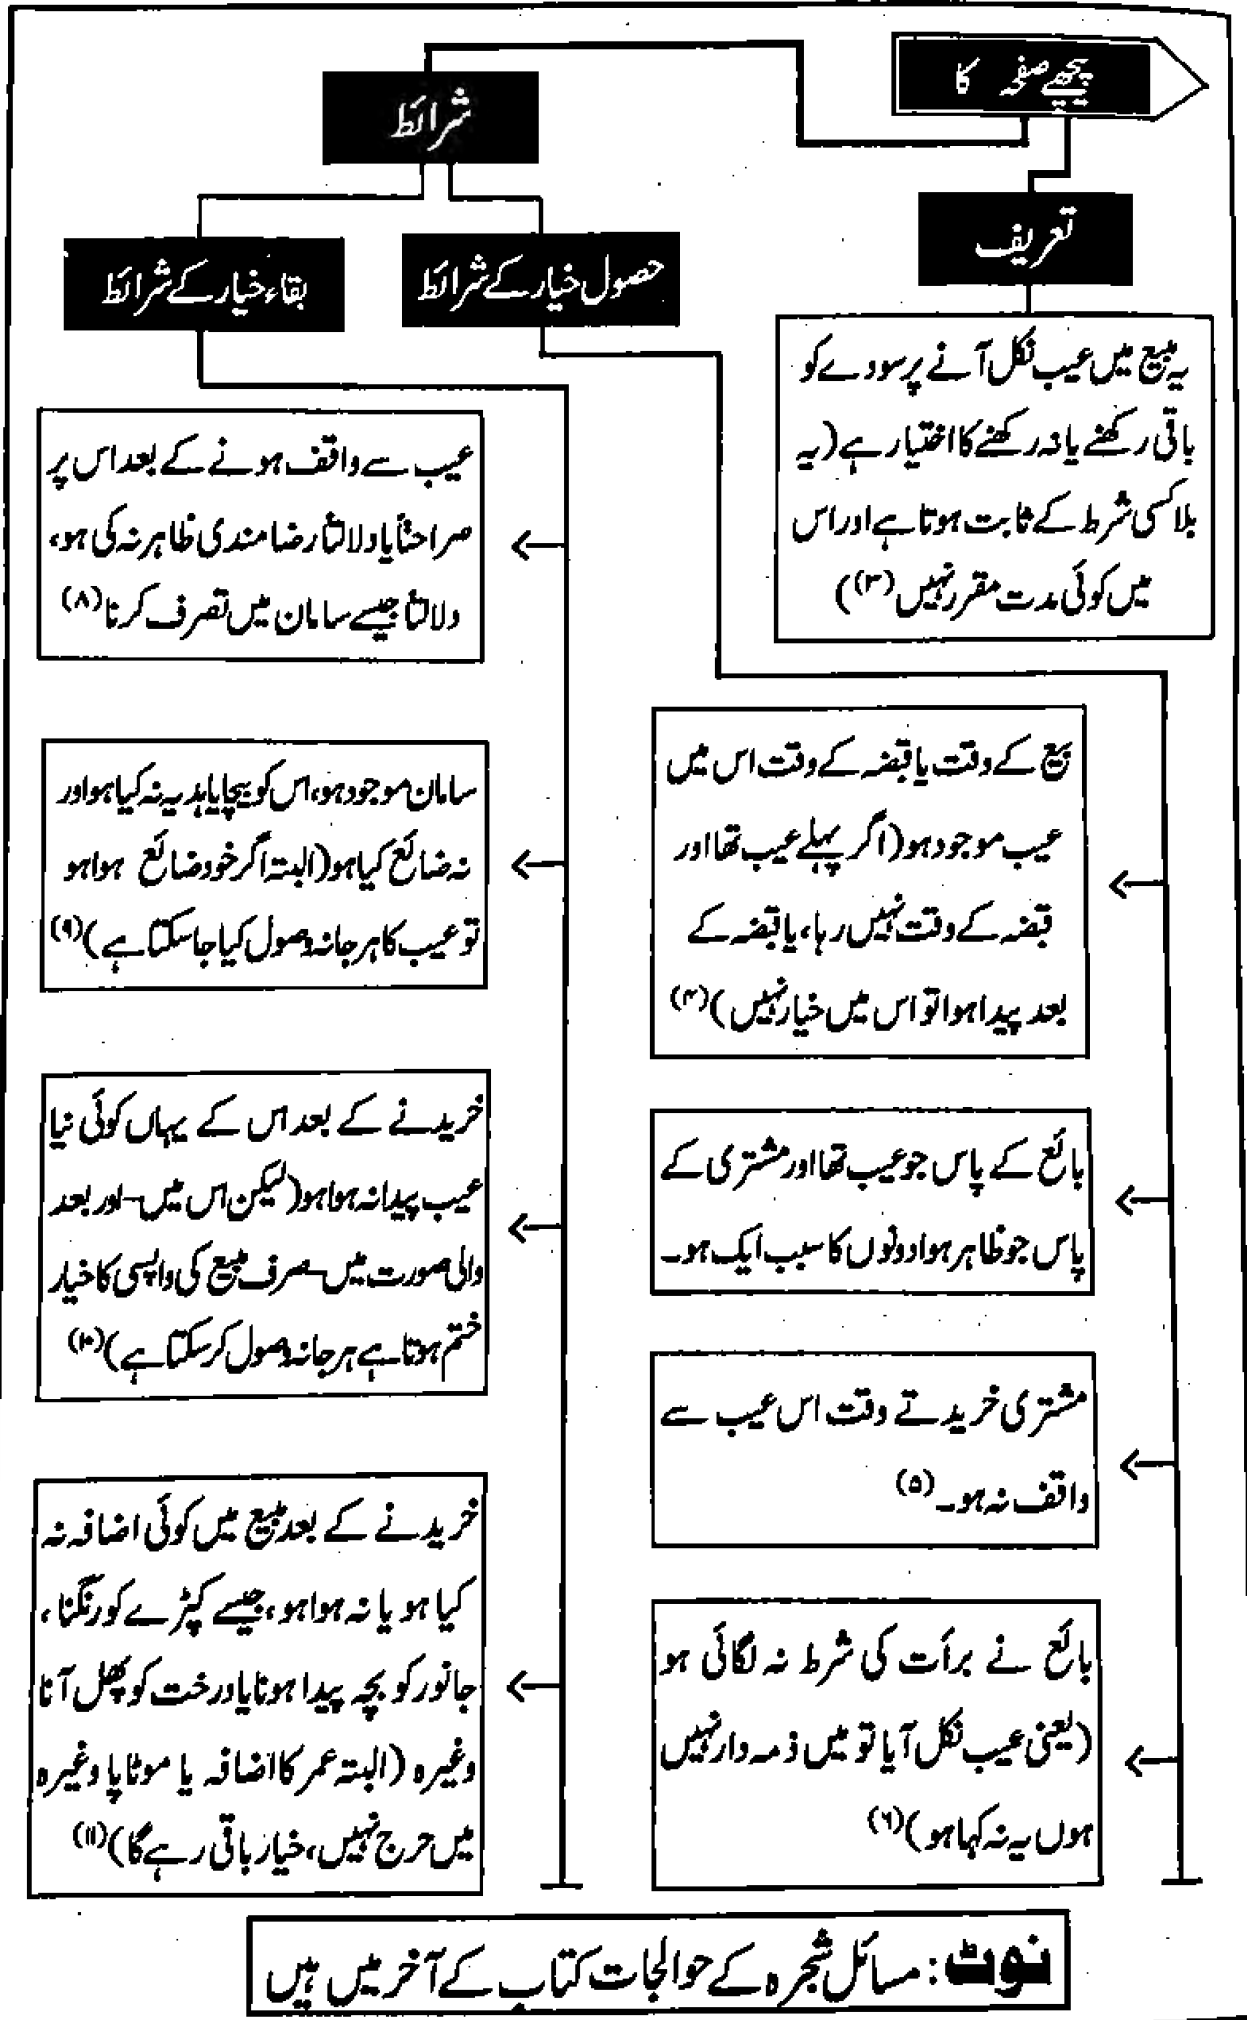 پچھلے صفحہ کا
تعریف
یہ مبیع میں عیب نکل آنے پر سودے کو
باقی رکھنے یا نہ رکھنے کا اختیار ہے (یہ
بلا کسی شرط کے ثابت ہوتا ہے اور اس
میں کوئی مدت مقرر نہیں (۳))
شرائط
حصول خیار کے شرائط
بیع کے وقت یا قبضہ کے وقت اس میں
عیب موجود ہو (اگر پہلے عیب تھا اور
قبضہ کے وقت نہیں رہا، یا قبضہ کے
بعد پیدا ہوا تو اس میں خیار نہیں) (۴)
بائع کے پاس جو عیب تھا اور مشتری کے
پاس جو ظاہر ہوا دونوں کا سبب ایک ہو۔
مشتری خریدتے وقت اس عیب سے
واقف نہ ہو۔ (۵)
بائع نے برأت کی شرط نہ لگائی ہو
(یعنی عیب نکل آیا تو میں ذمہ دار نہیں
ہوں یہ نہ کہا ہو) (۶)
بقاء خیار کے شرائط
عیب سے واقف ہونے کے بعد اس پر
صراحتاً یا دلالتاً رضا مندی ظاہر نہ کی ہو،
دلالتاً جیسے سامان میں تصرف کرنا (۸)
سامان موجود ہو، اس کو بیچا یا ہدیہ نہ کیا ہو اور
نہ ضائع کیا ہو (البتہ اگر خود ضائع ہوا ہو
تو عیب کا ہرجانہ وصول کیا جا سکتا ہے) (۹)
خریدنے کے بعد اس کے یہاں کوئی نیا
عیب پیدا نہ ہوا ہو (لیکن اس میں - اور بعد
والی صورت میں - صرف مبیع کی واپسی کا خیار
ختم ہوتا ہے ہرجانہ وصول کر سکتا ہے) (۱۰)
خریدنے کے بعد مبیع میں کوئی اضافہ نہ
کیا ہو یا نہ ہوا ہو، جیسے کپڑے کو رنگنا،
جانور کو بچہ پیدا ہونا یا درخت کو پھل آنا
وغیرہ (البتہ عمر کا اضافہ یا موٹاپا وغیرہ
میں حرج نہیں، خیار باقی رہے گا) (۱۱)
نوٹ: مسائل شجرہ کے حوالجات کتاب کے آخر میں ہیں